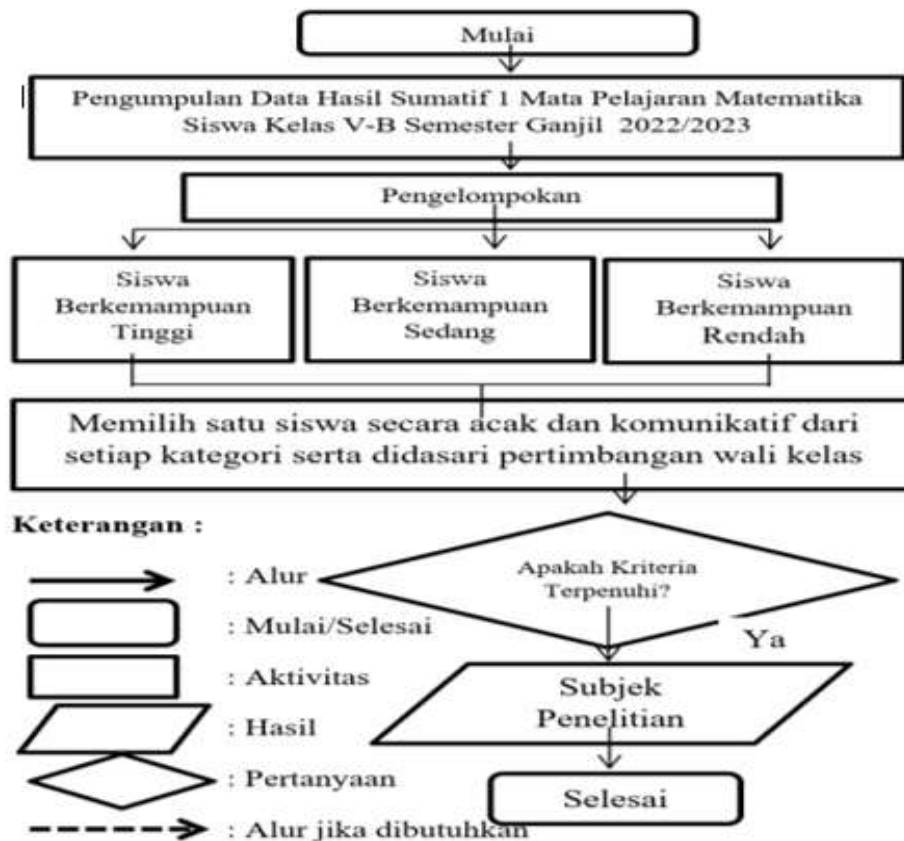 Mulai
Pengumpulan Data Hasil Sumatif 1 Mata Pelajaran Matematika
Siswa Kelas V-B Semester Ganjil 2022/2023
Pengelompokan
Siswa
Berkemampuan
Tinggi
Siswa
Berkemampuan
Sedang
Siswa
Berkemampuan
Rendah
Memilih satu siswa secara acak dan komunikatif dari
setiap kategori serta didasari pertimbangan wali kelas
Apakah Kriteria
Terpenuhi?
Ya
Subjek
Penelitian
Selesai
Keterangan :
: Alur
: Mulai/Selesai
: Aktivitas
: Hasil
: Pertanyaan
: Alur jika dibutuhkan